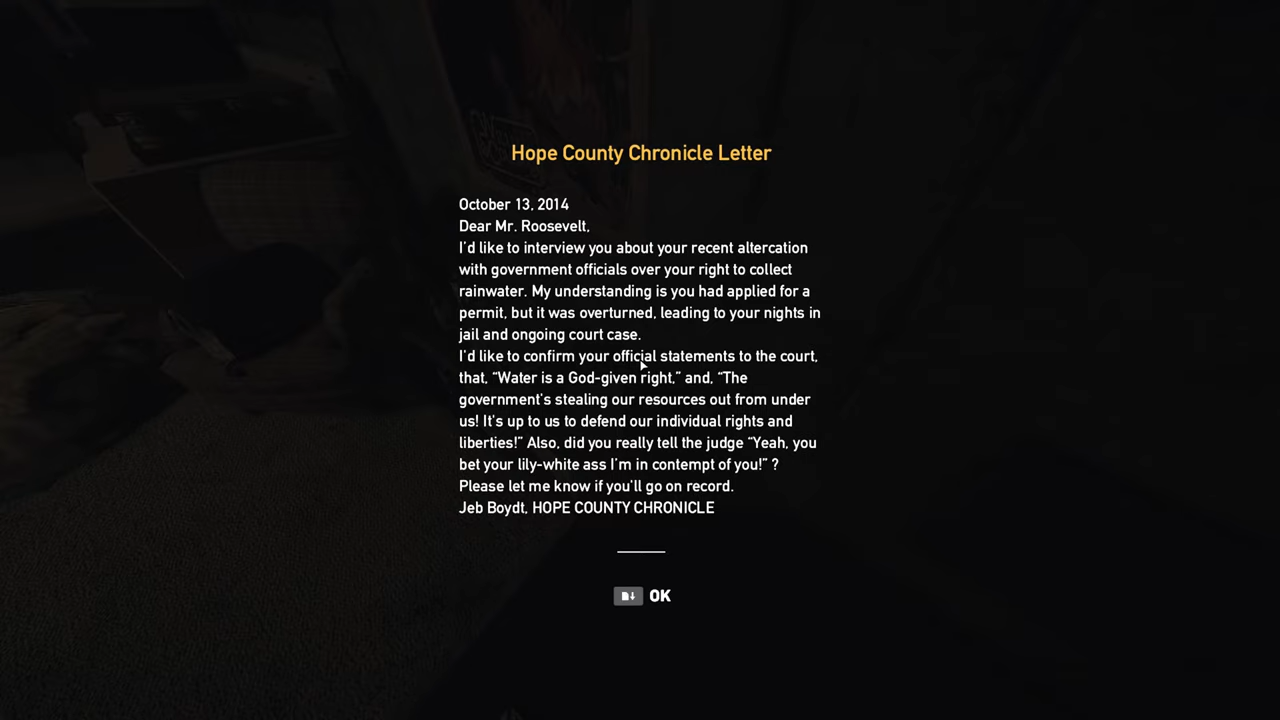 Hope County Chronicle Letter
October 13, 2014
Dear Mr. Roosevelt,
I'd like to interview you about your recent altercation
with government officials over your right to collect
rainwater. My understanding is you had applied for a
permit, but it was overturned, leading to your nights in
jail and ongoing court case.
I'd like to confirm your official statements to the court,
that, “Water is a God-given right,” and, “The
government's stealing our resources out from under
us! It's up to us to defend our individual rights and
liberties!” Also, did you really tell the judge “Yeah, you
bet your lily-white ass I'm in contempt of you!” ?
Please let me know if you'll go on record.
Jeb Boydt, HOPE COUNTY CHRONICLE
OK